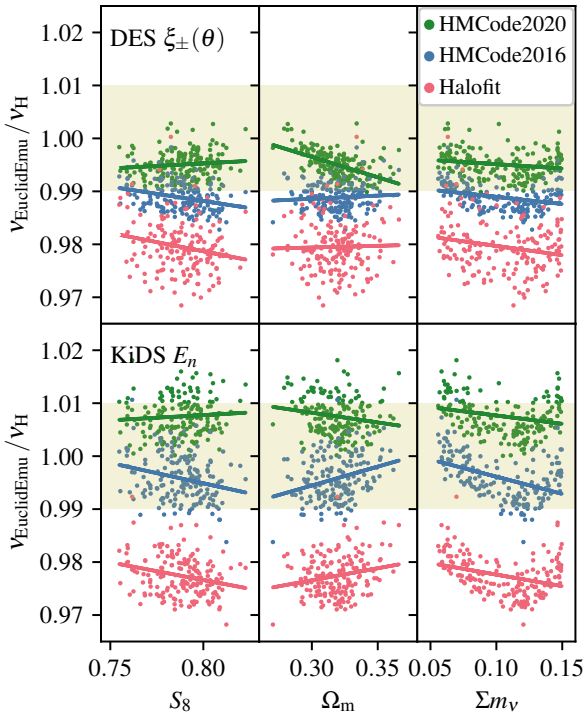 DES ξ±(θ)
HMCode2020
HMCode2016
Halofit
1.02
1.01
1.00
0.99
0.98
0.97
νEuclidEmu/νH
KiDS En
1.02
1.01
1.00
0.99
0.98
0.97
νEuclidEmu/νH
0.75 0.80 0.30 0.35 0.05 0.10 0.15
S8 Ωm Σmν